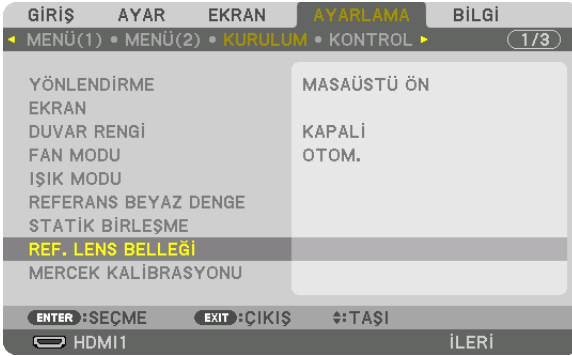 GİRİŞ AYAR EKRAN AYARLAMA BİLGİ
MENÜ(1) • MENÜ(2) • KURULUM • KONTROL 1/3
YÖNLENDİRME MASAÜSTÜ ÖN
EKRAN
DUVAR RENGİ KAPALİ
FAN MODU OTOM.
IŞIK MODU
REFERANS BEYAZ DENGE
STATİK BİRLEŞME
REF. LENS BELLEĞİ
MERCEK KALİBRASYONU
ENTER :SEÇME EXIT :ÇIKIŞ :TAŞI
HDMI1 İLERİ